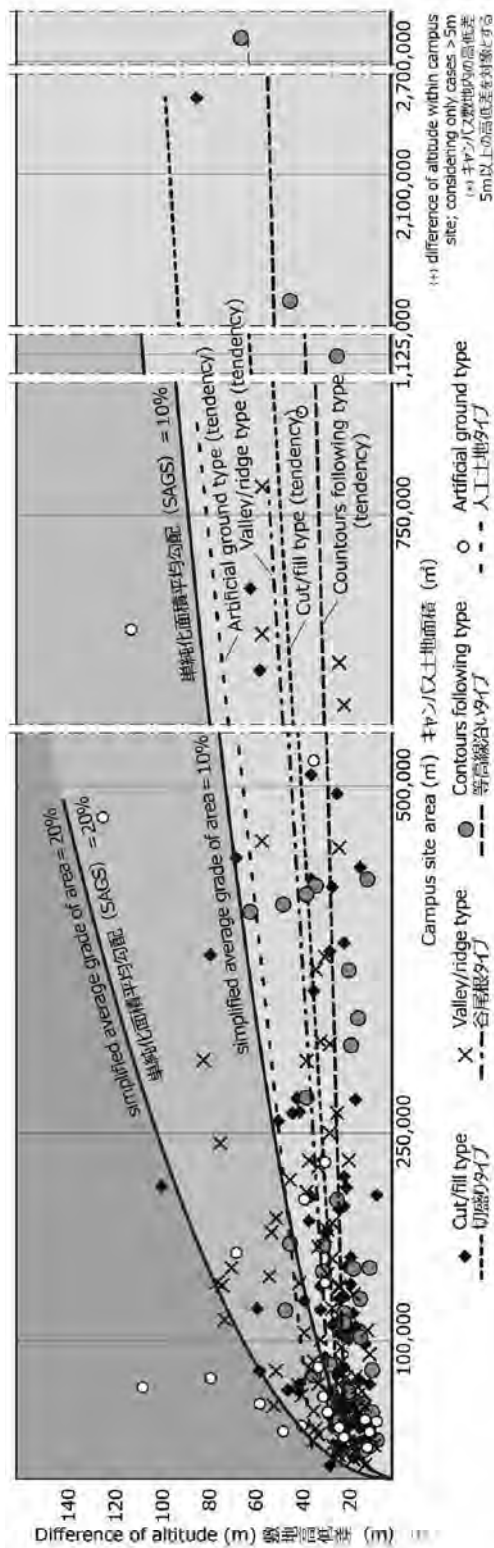 Difference of altitude (m) 敷地高低差 (m)
140
120
100
80
60
40
20
100,000
250,000
500,000
750,000
1,125,000
2,100,000
2,700,000
Campus site area (㎡) キャンパス土地面積 (㎡)
simplified average grade of area = 20%
単純化面積平均勾配 (SAGS) = 20%
simplified average grade of area = 10%
単純化面積平均勾配 (SAGS) = 10%
Artificial ground type (tendency)
Valley/ridge type (tendency)
Cut/fill type (tendency)
Countours following type
(tendency)
Cut/fill type
切盛りタイプ
Valley/ridge type
谷尾根タイプ
Contours following type
等高線沿いタイプ
Artificial ground type
人工土地タイプ
(+) difference of altitude within campus
site; considering only cases > 5m
(*) キャンパス敷地内の高低差
5m以上の高低差を対象とする